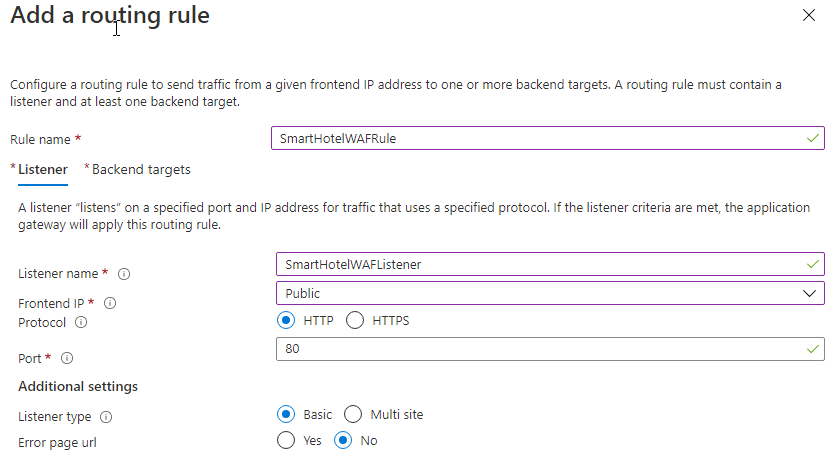 Add a routing rule
Configure a routing rule to send traffic from a given frontend IP address to one or more backend targets. A routing rule must contain a
listener and at least one backend target.
Rule name * SmartHotelWAFRule
* Listener * Backend targets
A listener “listens” on a specified port and IP address for traffic that uses a specified protocol. If the listener criteria are met, the application
gateway will apply this routing rule.
Listener name * SmartHotelWAFListener
Frontend IP * Public
Protocol HTTP HTTPS
Port * 80
Additional settings
Listener type Basic Multi site
Error page url Yes No